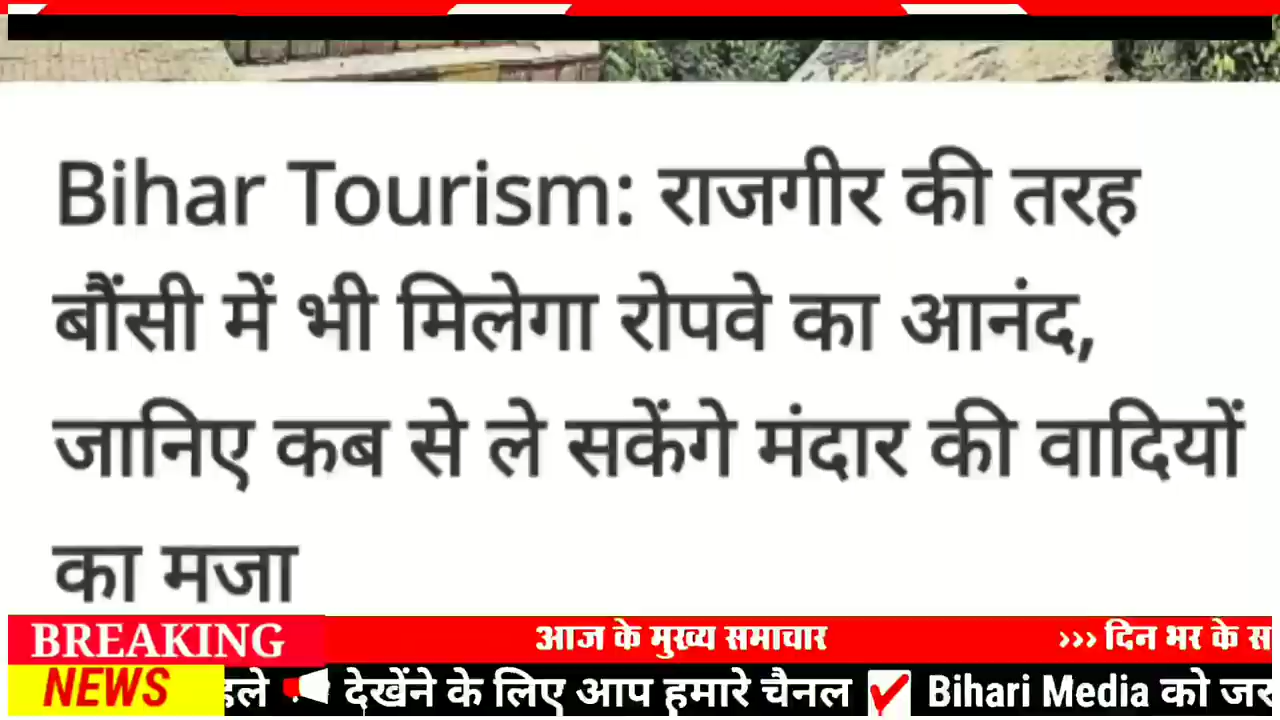 Bihar Tourism: राजगीर की तरह
बौंसी में भी मिलेगा रोपवे का आनंद,
जानिए कब से ले सकेंगे मंदार की वादियों
का मजा
BREAKING
आज के मुख्य समाचार
>>> दिन भर के
NEWS
देखेंने के लिए आप हमारे चैनल ✔ Bihari Media को